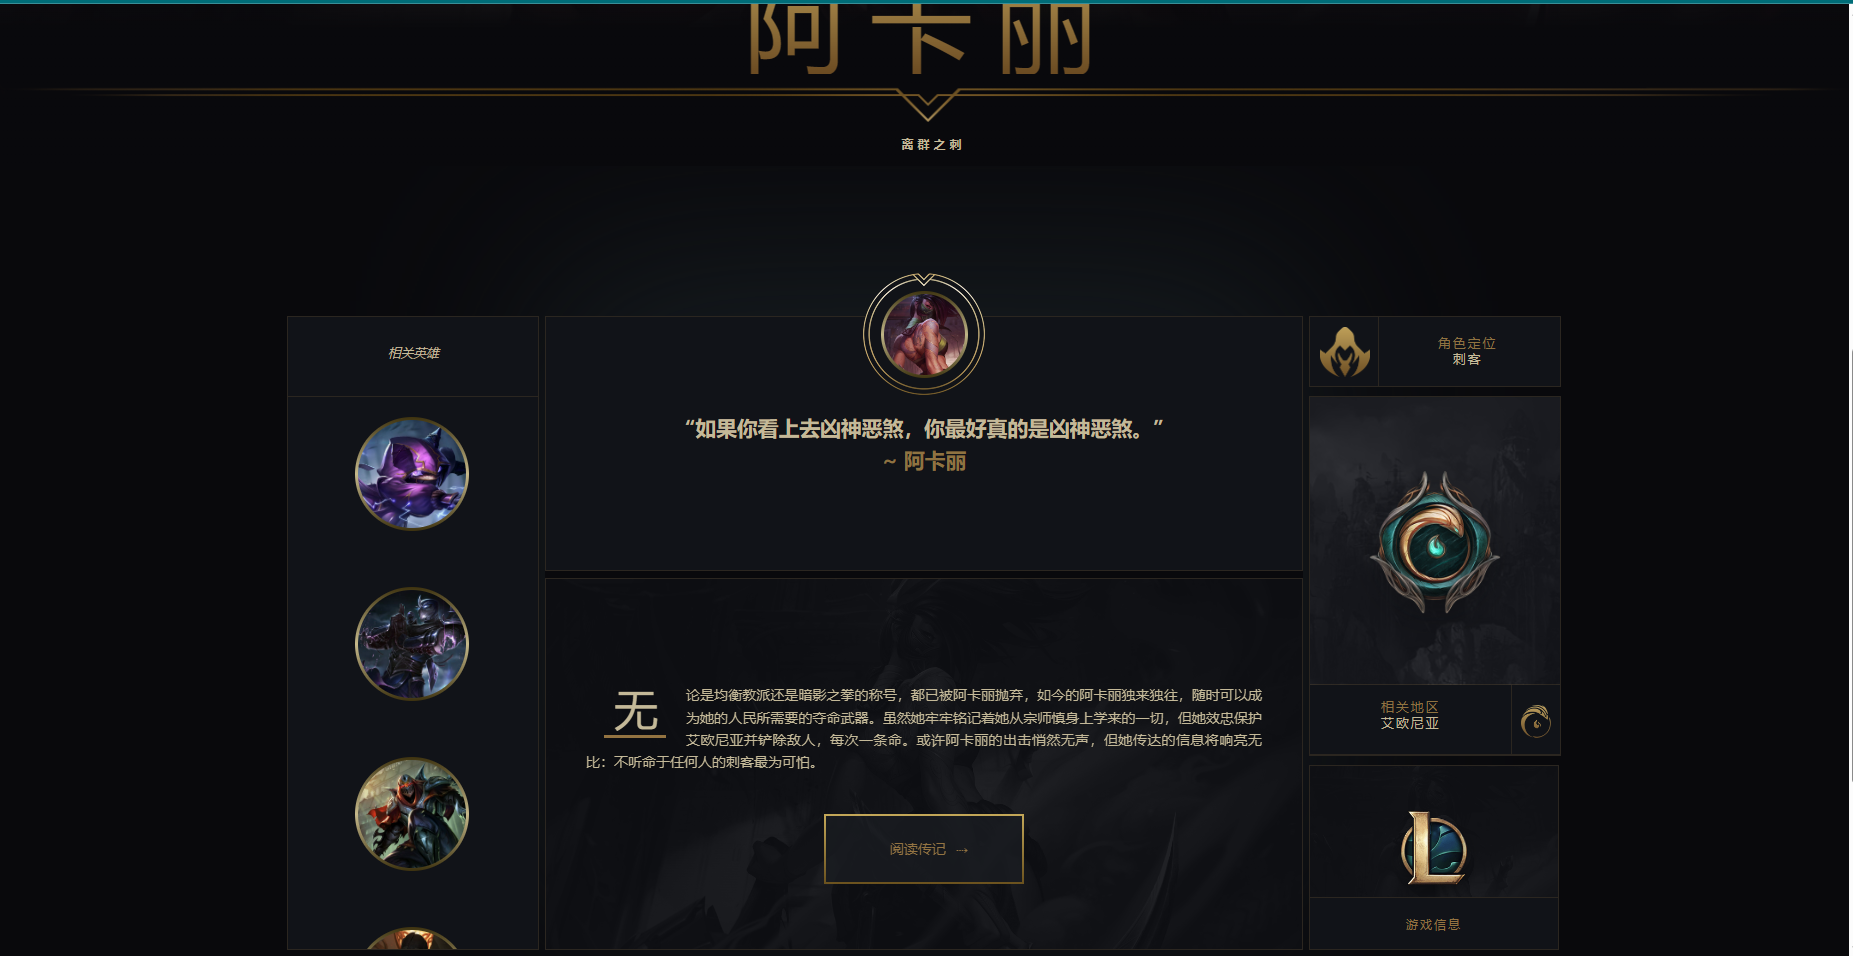 阿卡丽
离群之刺
相关英雄
“如果你看上去凶神恶煞，你最好真的是凶神恶煞。”
~ 阿卡丽
无论是均衡教派还是暗影之拳的称号，都已被阿卡丽抛弃，如今的阿卡丽独来独往，随时可以成
为她的人民所需要的夺命武器。虽然她牢牢铭记着她从宗师慎身上学来的一切，但她效忠保护
艾欧尼亚并铲除敌人，每次一条命。或许阿卡丽的出击悄然无声，但她传达的信息将响亮无
比：不听命于任何人的刺客最为可怕。
阅读传记 →
角色定位
刺客
相关地区
艾欧尼亚
游戏信息